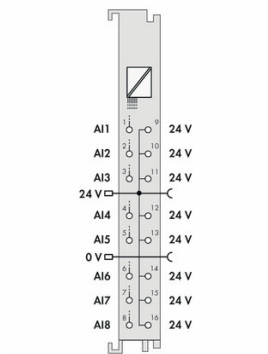 AI1 1 9 24 V
AI2 2 10 24 V
AI3 3 11 24 V
24 V
AI4 4 12 24 V
AI5 5 13 24 V
0 V
AI6 6 14 24 V
AI7 7 15 24 V
AI8 8 16 24 V